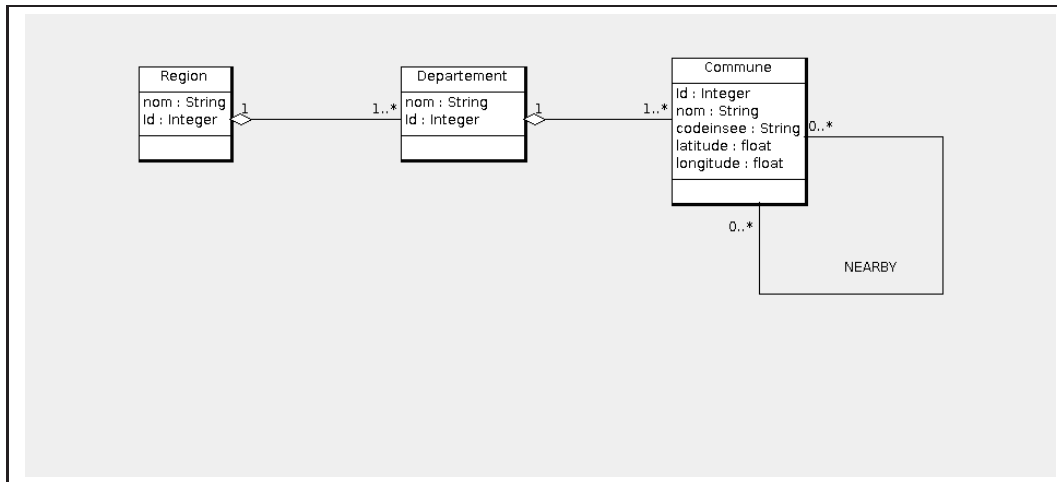 Region
nom : String
Id : Integer
1
1..*
Departement
nom : String
Id : Integer
1
1..*
Commune
Id : Integer
nom : String
codeinsee : String
latitude : float
longitude : float
0..*
0..*
NEARBY